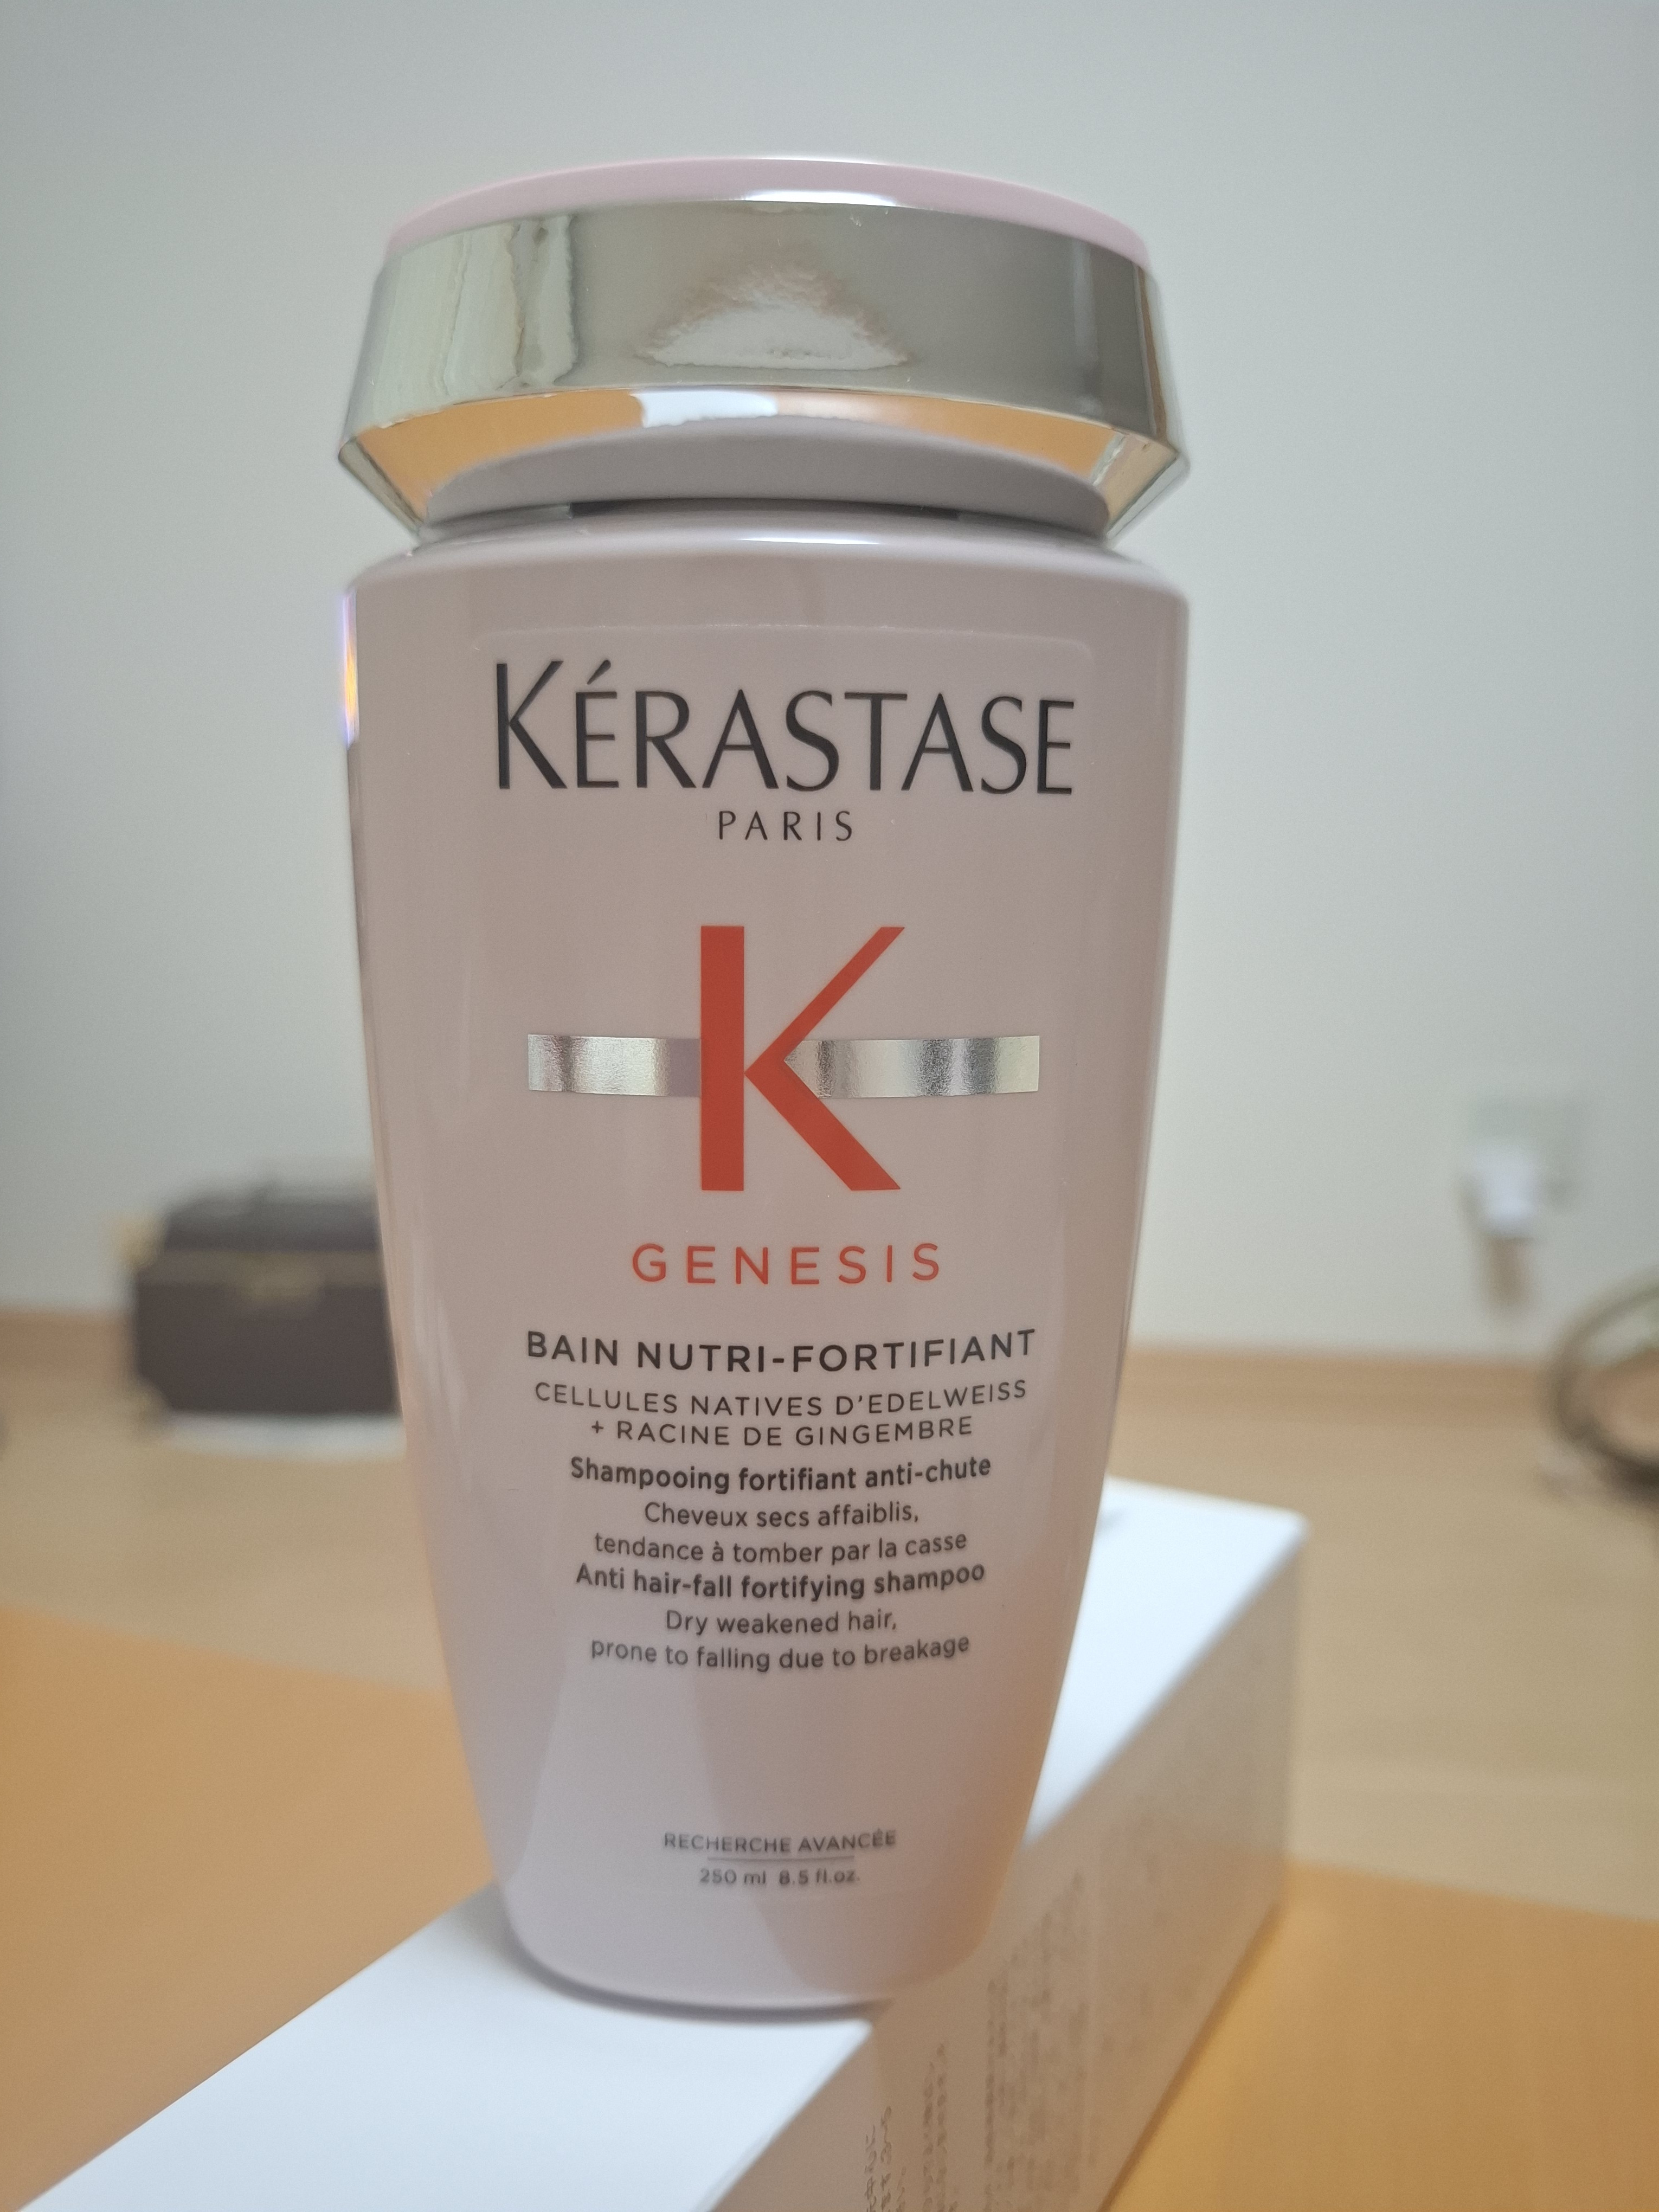 KÉRASTASE
PARIS
K
GENESIS
BAIN NUTRI-FORTIFIANT
CELLULES NATIVES D'EDELWEISS
+ RACINE DE GINGEMBRE
Shampooing fortifiant anti-chute
Cheveux secs affaiblis,
tendance à tomber par la casse
Anti hair-fall fortifying shampoo
Dry weakened hair,
prone to falling due to breakage
RECHERCHE AVANCÉE
250 ml 8.5 fl.oz.